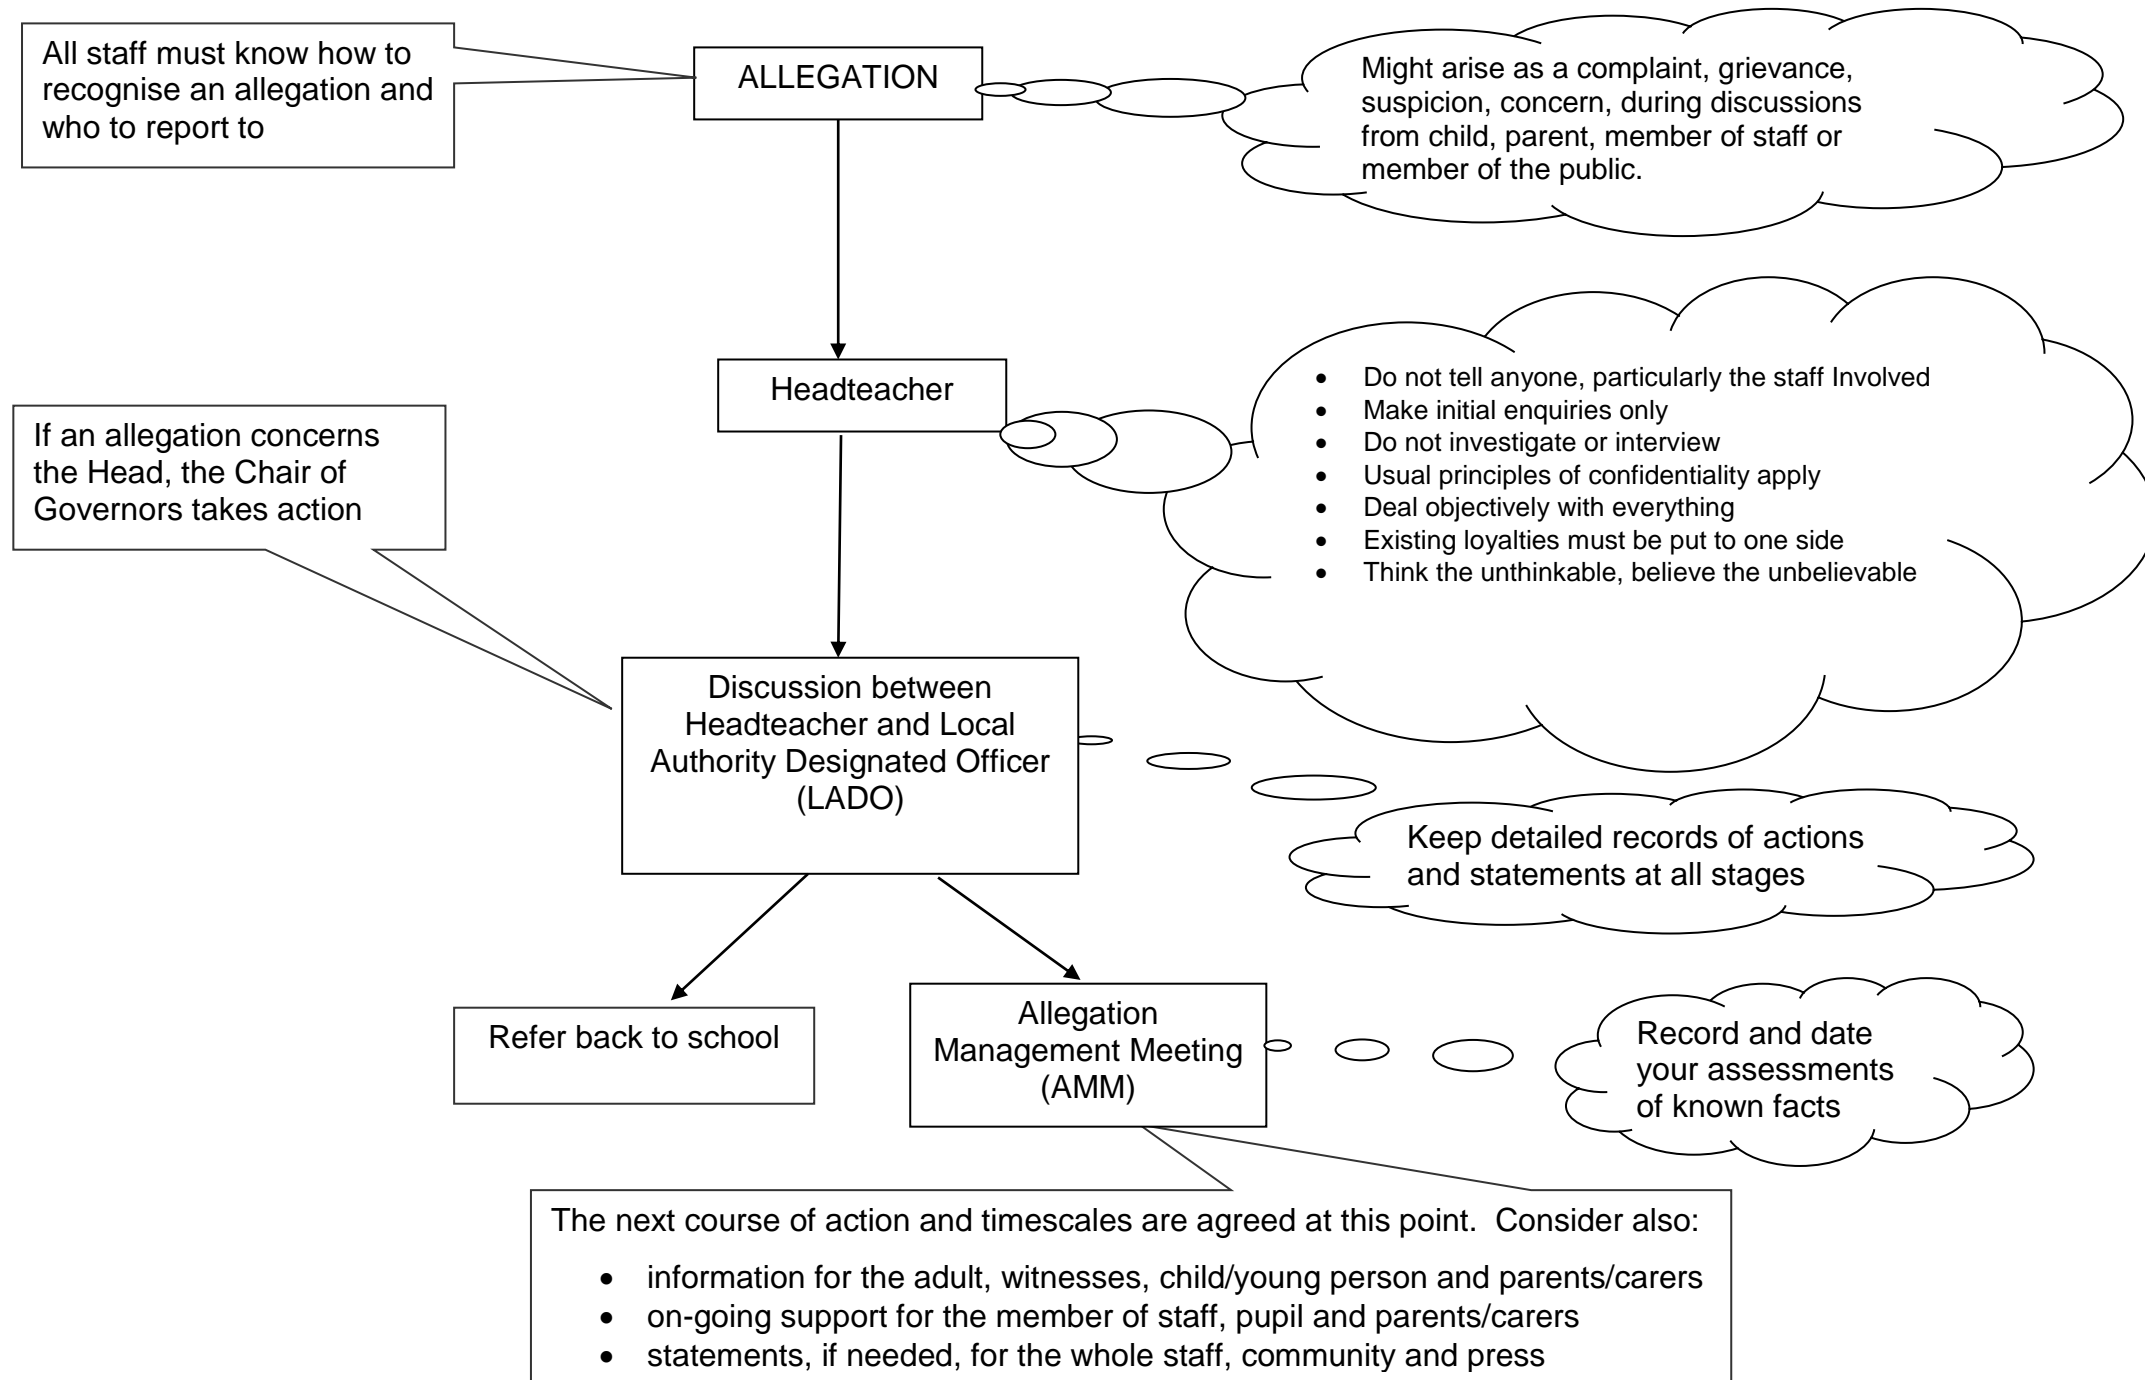 All staff must know how to
recognise an allegation and
who to report to
ALLEGATION
Might arise as a complaint, grievance,
suspicion, concern, during discussions
from child, parent, member of staff or
member of the public.
Headteacher
• Do not tell anyone, particularly the staff Involved
• Make initial enquiries only
• Do not investigate or interview
• Usual principles of confidentiality apply
• Deal objectively with everything
• Existing loyalties must be put to one side
• Think the unthinkable, believe the unbelievable
If an allegation concerns
the Head, the Chair of
Governors takes action
Discussion between
Headteacher and Local
Authority Designated Officer
(LADO)
Keep detailed records of actions
and statements at all stages
Refer back to school
Allegation
Management Meeting
(AMM)
Record and date
your assessments
of known facts
The next course of action and timescales are agreed at this point.  Consider also:
• information for the adult, witnesses, child/young person and parents/carers
• on-going support for the member of staff, pupil and parents/carers
• statements, if needed, for the whole staff, community and press